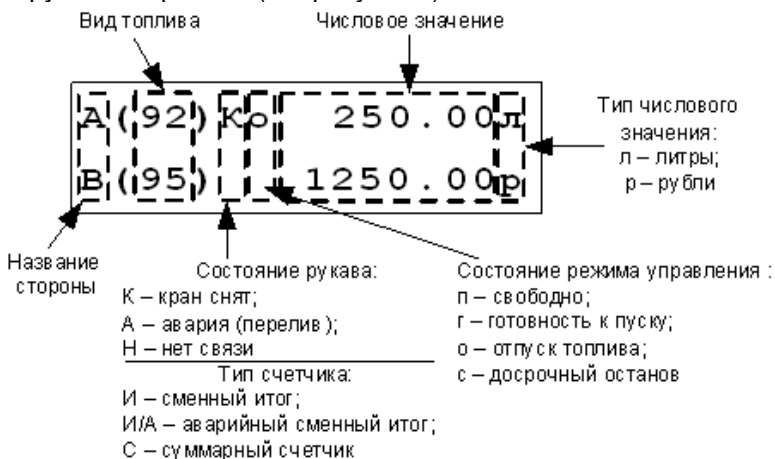 Вид топлива
Числовое значение
А(92)Ко 250.00л
В(95) 1250.00р
Тип числового
значения:
л – литры;
р – рубли
Название
стороны
Состояние рукава:
К – кран снят;
А – авария (перелив);
Н – нет связи
Тип счетчика:
И – сменный итог;
И/А – аварийный сменный итог;
С – суммарный счетчик
Состояние режима управления :
п – свободно;
г – готовность к пуску;
о – отпуск топлива;
с – досрочный останов